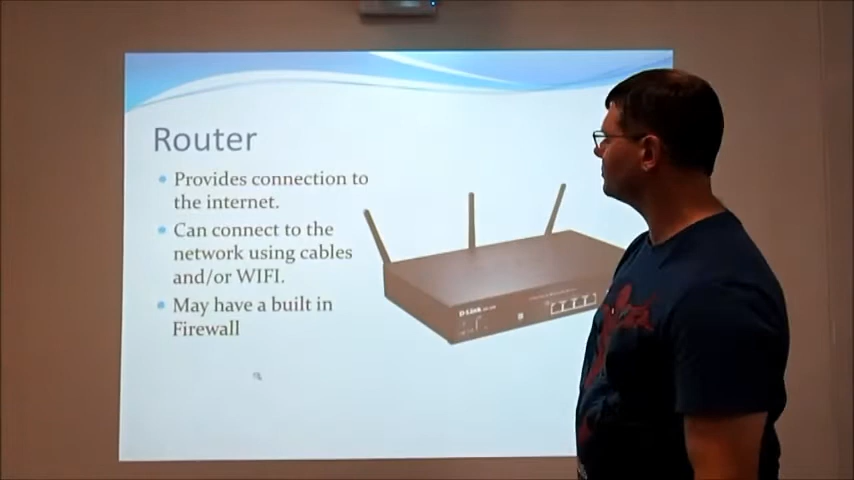 Router
Provides connection to
the internet.
Can connect to the
network using cables
and/or WIFI.
May have a built in
Firewall
D-Link